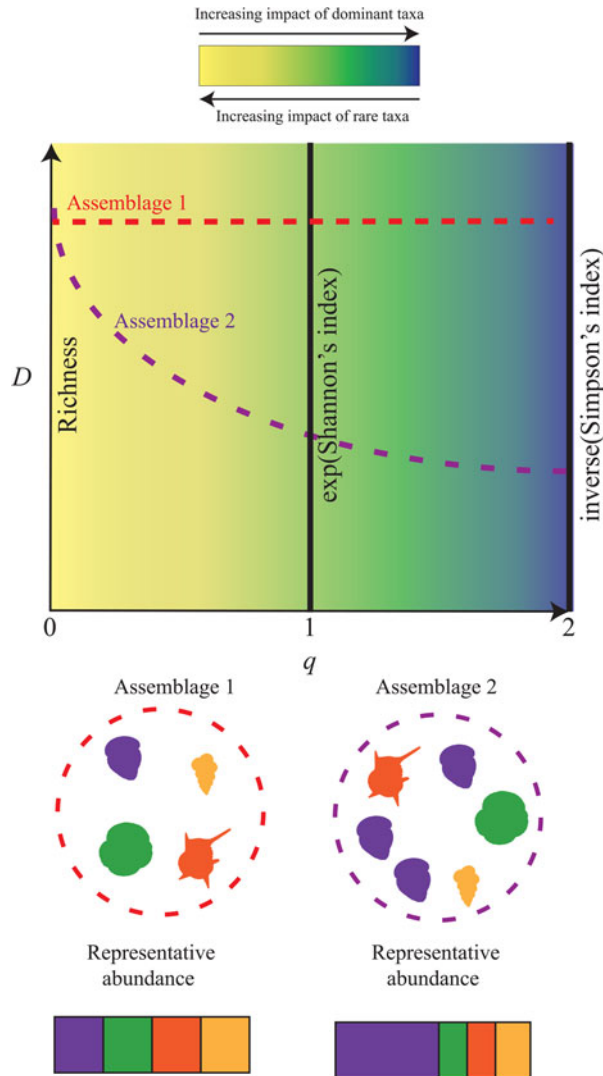 Increasing impact of dominant taxa
Increasing impact of rare taxa
Assemblage 1
Assemblage 2
Richness
exp(Shannon's index)
inverse(Simpson's index)
D
0
1
2
q
Assemblage 1
Assemblage 2
Representative
abundance
Representative
abundance